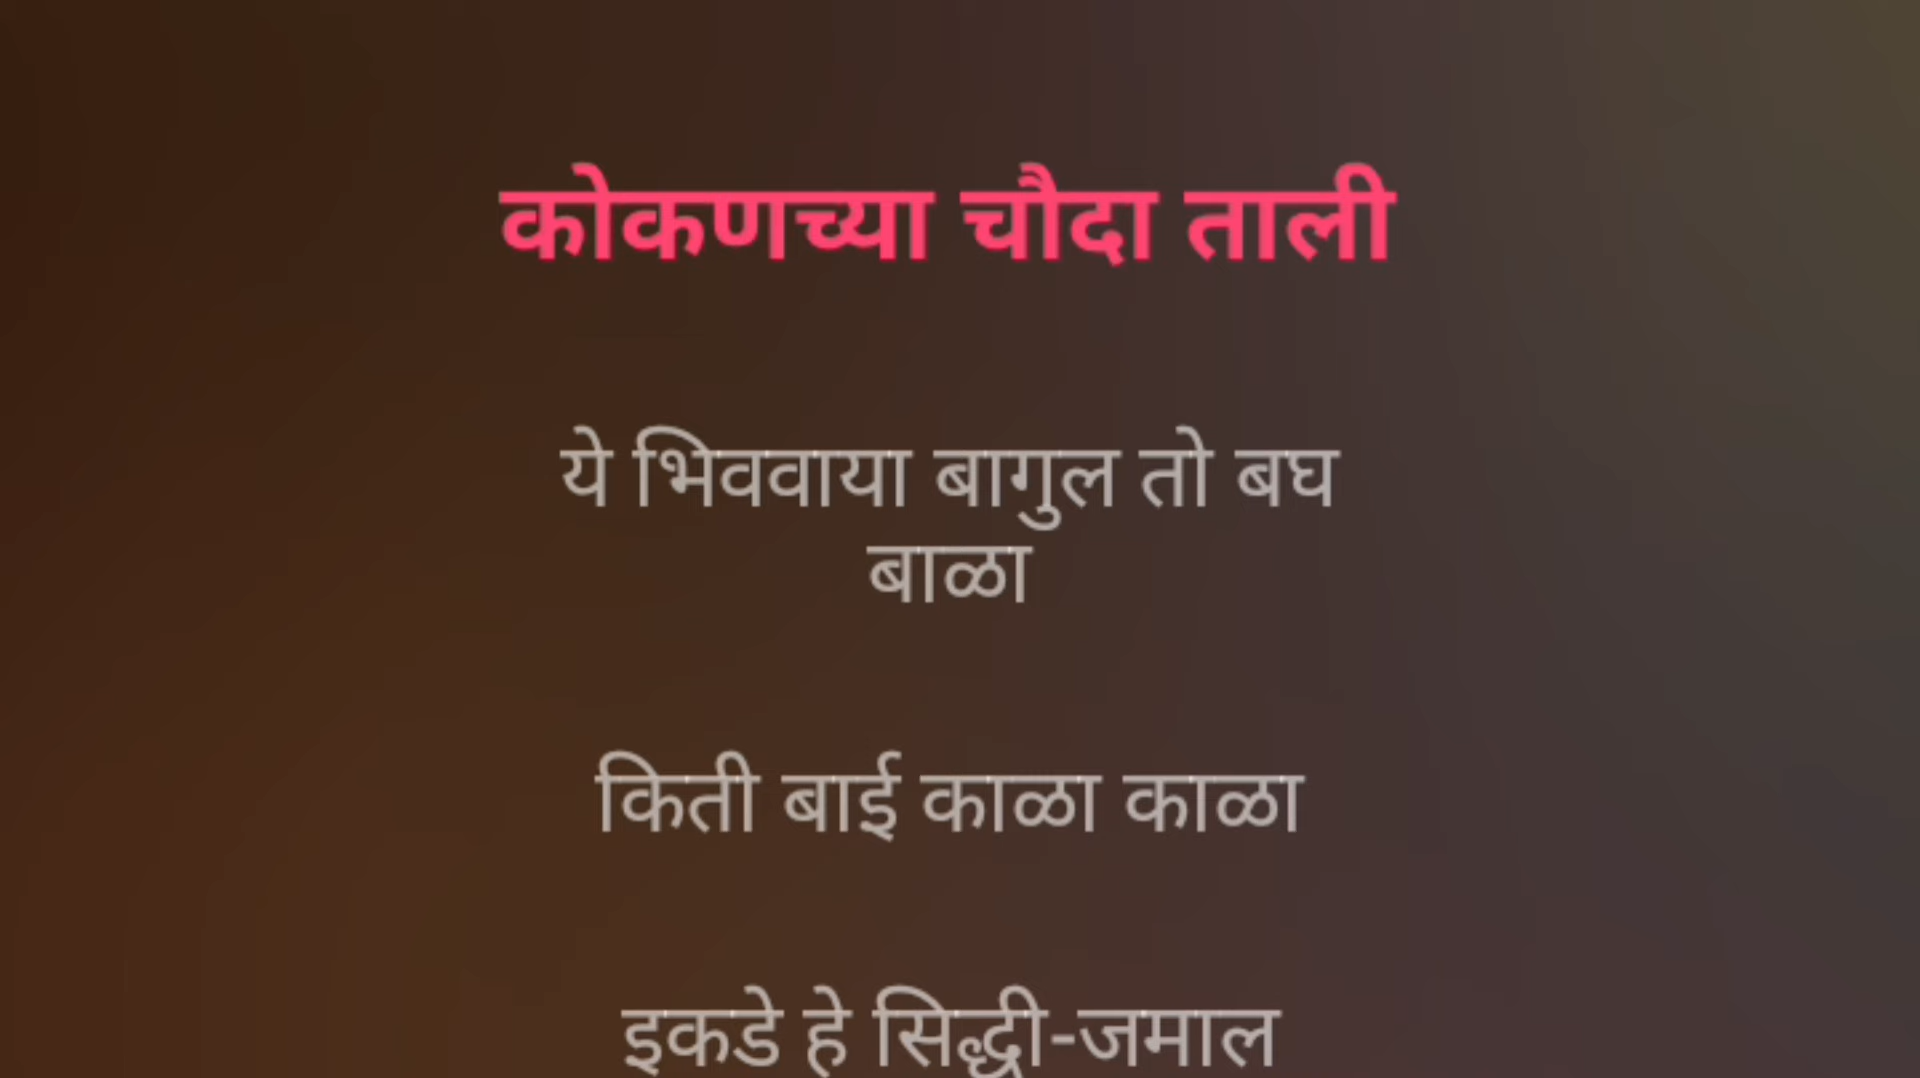 कोकणच्या चौदा ताली
ये भिववाया बागुल तो बघ
बाळा
किती बाई काळा काळा
इकडे हे सिद्धी-जमाल